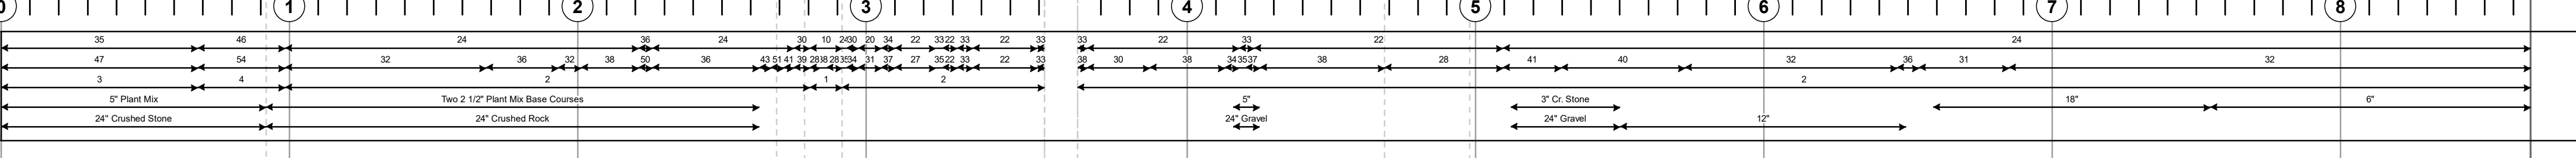 0 1 2 3 4 5 6 7 8
35 46 24 36 24 30 10 24 30 20 34 22 33 22 33 22 33 33 22 33 22 24
47 54 32 36 32 38 50 36 43 51 41 39 28 38 28 35 34 31 37 27 35 22 33 22 33 38 30 38 34 35 37 38 28 41 40 32 36 31 32
3 4 2 1 2 2
5" Plant Mix Two 2 1/2" Plant Mix Base Courses 5" 3" Cr. Stone 18" 6"
24" Crushed Stone 24" Crushed Rock 24" Gravel 24" Gravel 12"